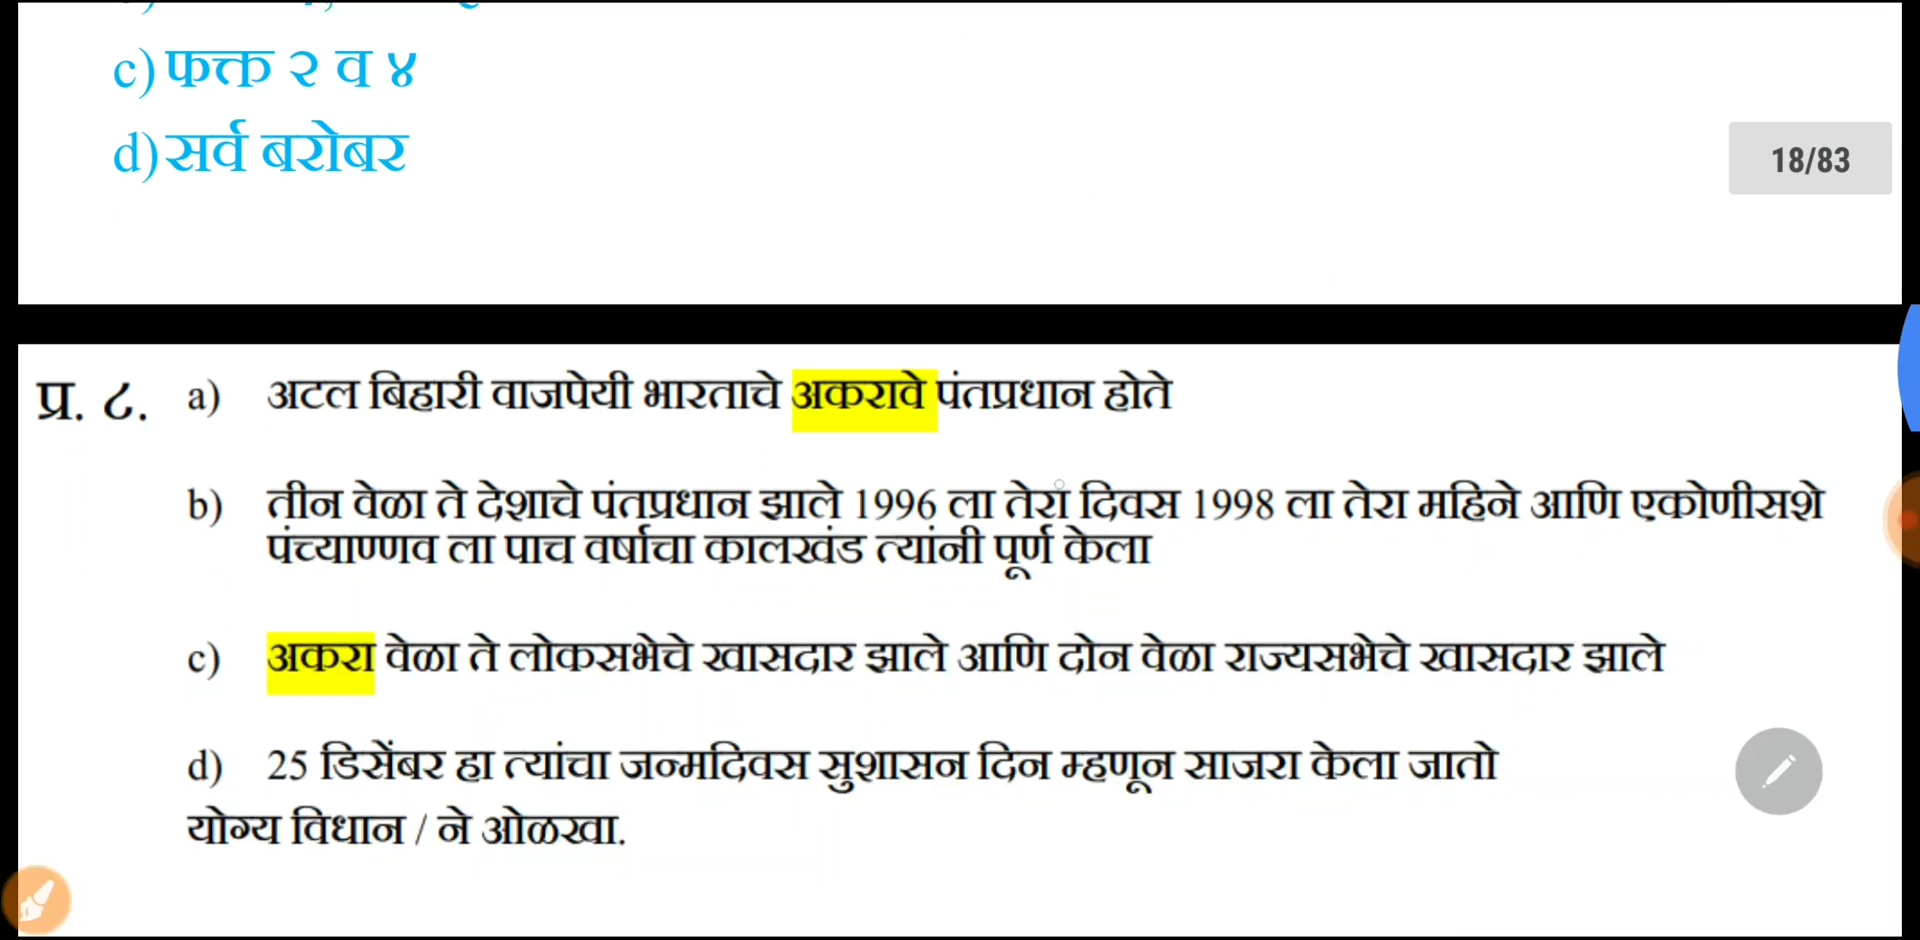 c) फक्त २ व ४
d) सर्व बरोबर
18/83
प्र. ८. a) अटल बिहारी वाजपेयी भारताचे अकरावे पंतप्रधान होते
b) तीन वेळा ते देशाचे पंतप्रधान झाले 1996 ला तेरा दिवस 1998 ला तेरा महिने आणि एकोणीसशे
पंच्याण्णव ला पाच वर्षाचा कालखंड त्यांनी पूर्ण केला
c) अकरा वेळा ते लोकसभेचे खासदार झाले आणि दोन वेळा राज्यसभेचे खासदार झाले
d) 25 डिसेंबर हा त्यांचा जन्मदिवस सुशासन दिन म्हणून साजरा केला जातो
योग्य विधान / ने ओळखा.